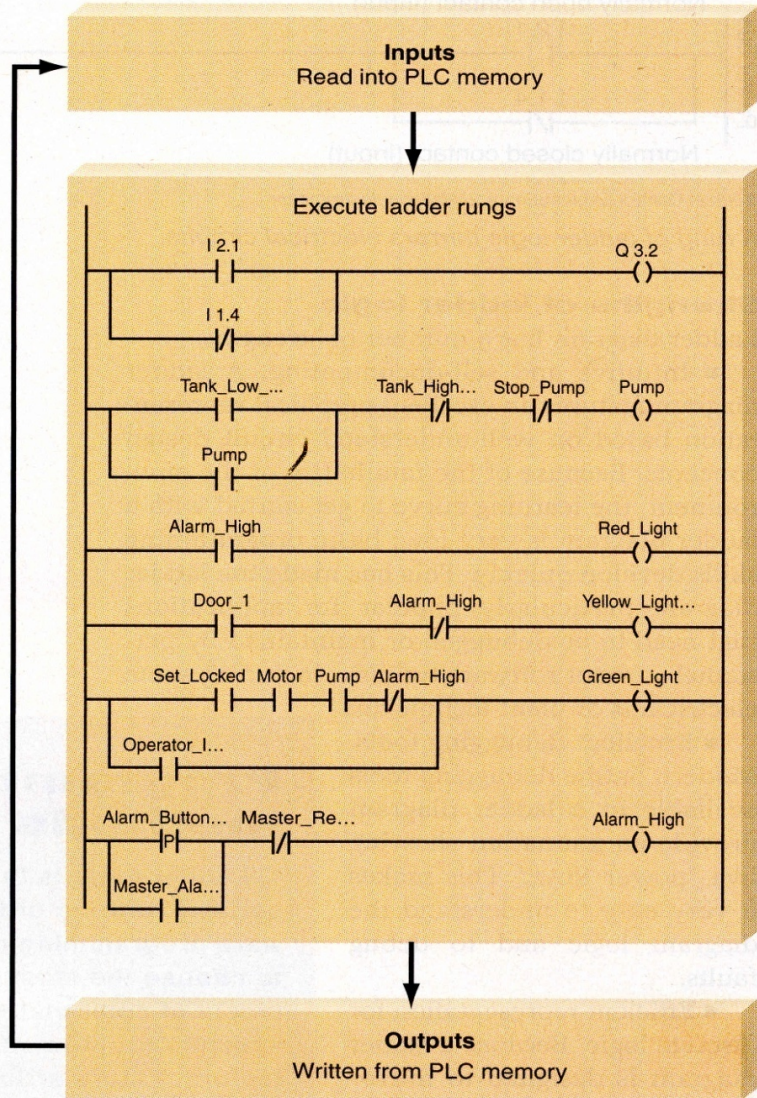 Inputs
Read into PLC memory
Execute ladder rungs
I 2.1 Q 3.2
I 1.4
Tank_Low_... Tank_High... Stop_Pump Pump
Pump
Alarm_High Red_Light
Door_1 Alarm_High Yellow_Light...
Set_Locked Motor Pump Alarm_High Green_Light
Operator_I...
Alarm_Button... Master_Re... Alarm_High
P
Master_Ala...
Outputs
Written from PLC memory